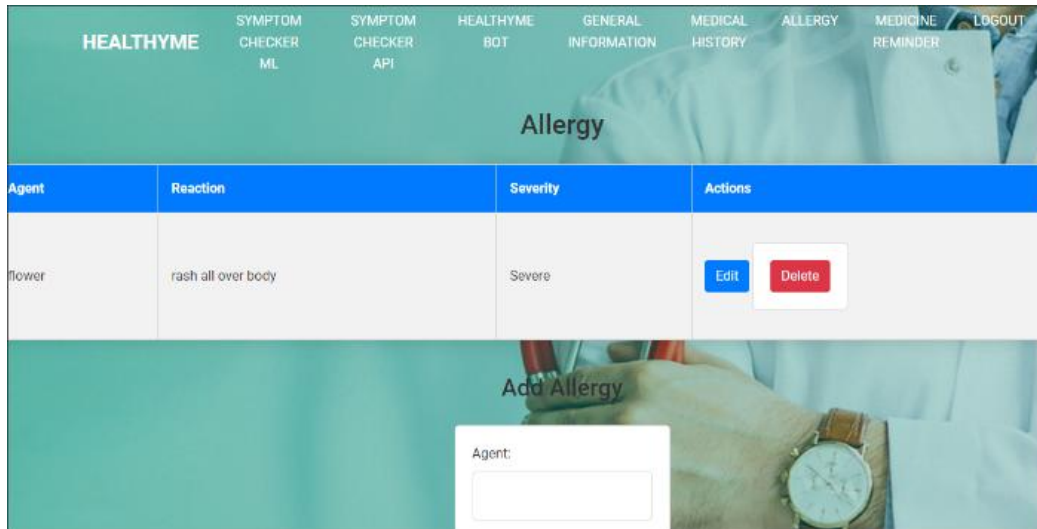 HEALTHYME
SYMPTOM
CHECKER
ML
SYMPTOM
CHECKER
API
HEALTHYME
BOT
GENERAL
INFORMATION
MEDICAL
HISTORY
ALLERGY
MEDICINE
REMINDER
LOGOUT
Allergy
Agent Reaction Severity Actions
flower rash all over body Severe Edit Delete
Add Allergy
Agent: